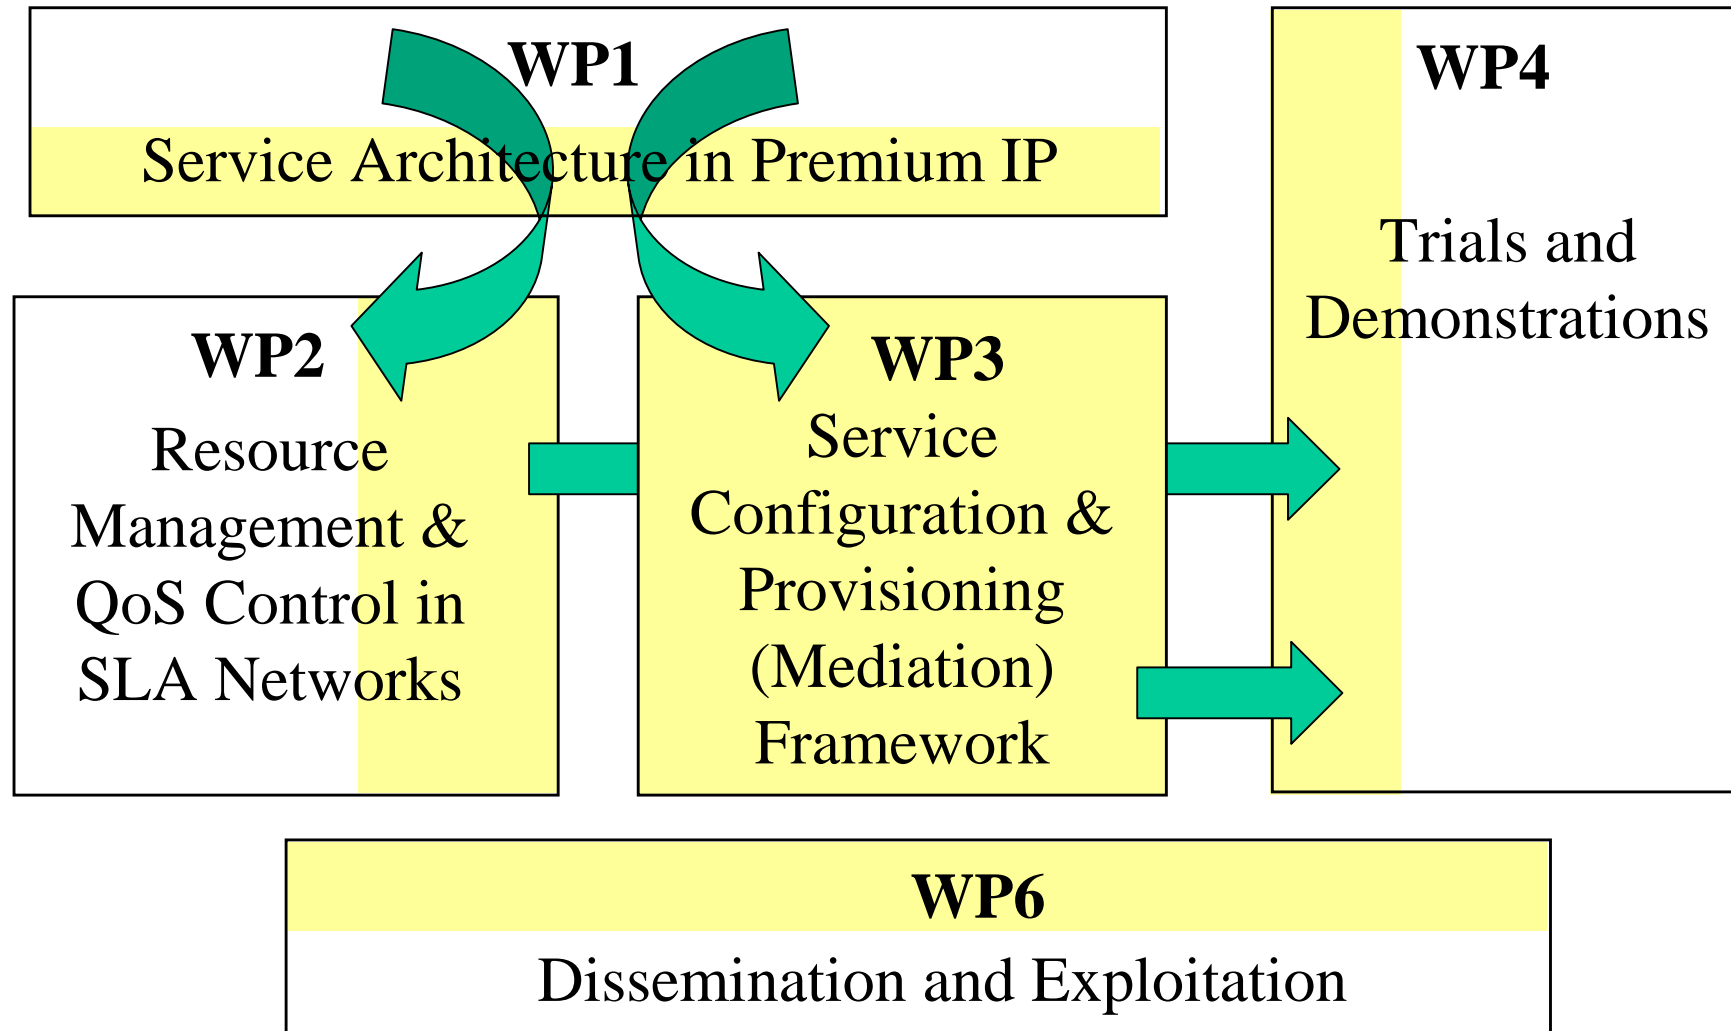 WP1
Service Architecture in Premium IP
WP2
Resource
Management &
QoS Control in
SLA Networks
WP3
Service
Configuration &
Provisioning
(Mediation)
Framework
WP4
Trials and
Demonstrations
WP6
Dissemination and Exploitation